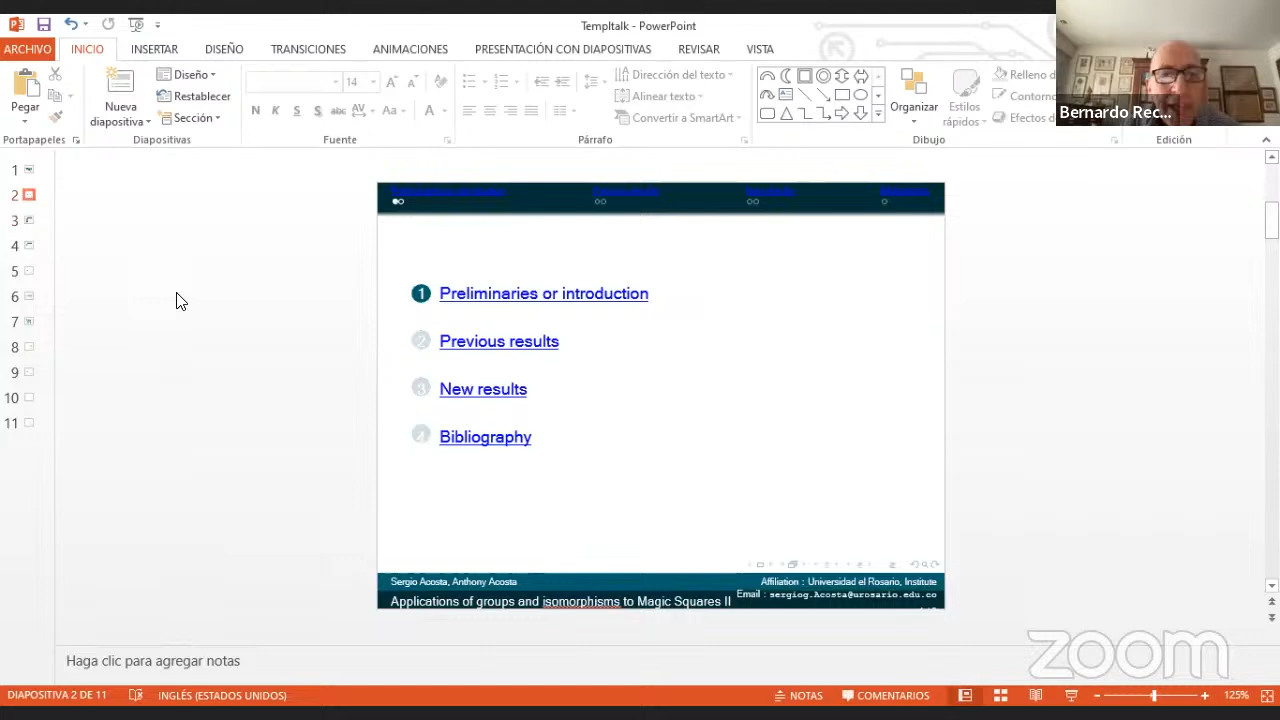 Templtalk - PowerPoint
ARCHIVO INICIO INSERTAR DISEÑO TRANSICIONES ANIMACIONES PRESENTACIÓN CON DIAPOSITIVAS REVISAR VISTA
Pegar
Nueva diapositiva
Diseño
Restablecer
Sección
14
N K S S abc AV Aa A
Dirección del texto
Alinear texto
Convertir a SmartArt
Organizar
Estilos rápidos
Relleno d
Contorn
Efectos d
Bernardo Rec...
Portapapeles Diapositivas Fuente Párrafo Dibujo Edición
1
2
3
4
5
6
7
8
9
10
11
1 Preliminaries or introduction
2 Previous results
3 New results
4 Bibliography
Sergio Acosta, Anthony Acosta
Affiliation : Universidad el Rosario, Institute
Applications of groups and isomorphisms to Magic Squares II
Email : sergiog.Acosta@urosario.edu.co
zoom
Haga clic para agregar notas
DIAPOSITIVA 2 DE 11 INGLÉS (ESTADOS UNIDOS) NOTAS COMENTARIOS 125%